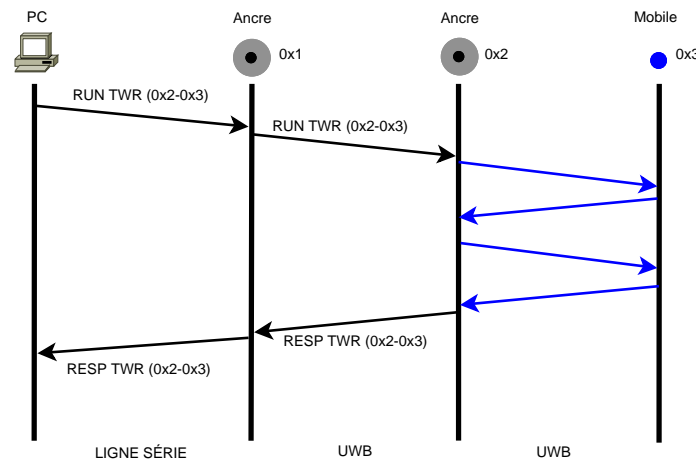 PC
Ancre
Ancre
Mobile
0x1
0x2
0x3
RUN TWR (0x2-0x3)
RUN TWR (0x2-0x3)
RESP TWR (0x2-0x3)
RESP TWR (0x2-0x3)
LIGNE SÉRIE
UWB
UWB